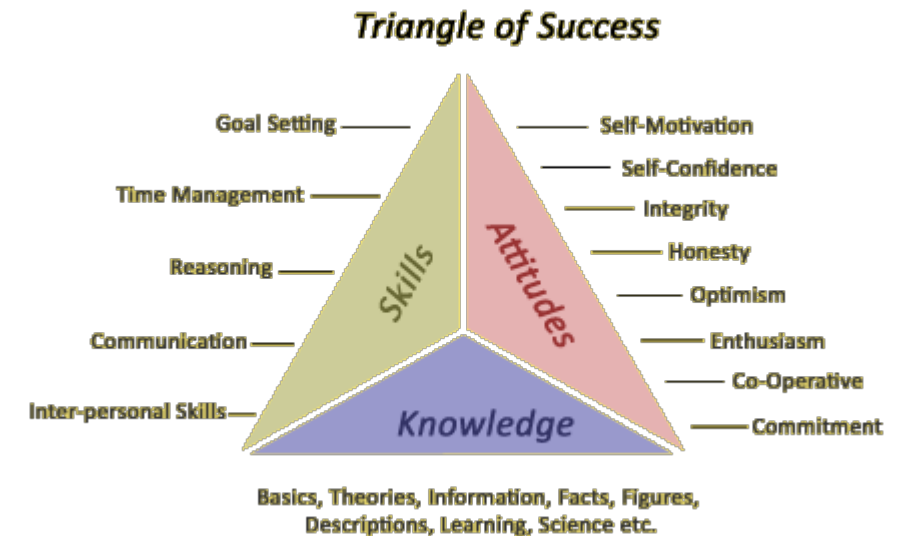 Triangle of Success
Goal Setting
Time Management
Reasoning
Communication
Inter-personal Skills
Skills
Attitudes
Self-Motivation
Self-Confidence
Integrity
Honesty
Optimism
Enthusiasm
Co-Operative
Commitment
Knowledge
Basics, Theories, Information, Facts, Figures,
Descriptions, Learning, Science etc.